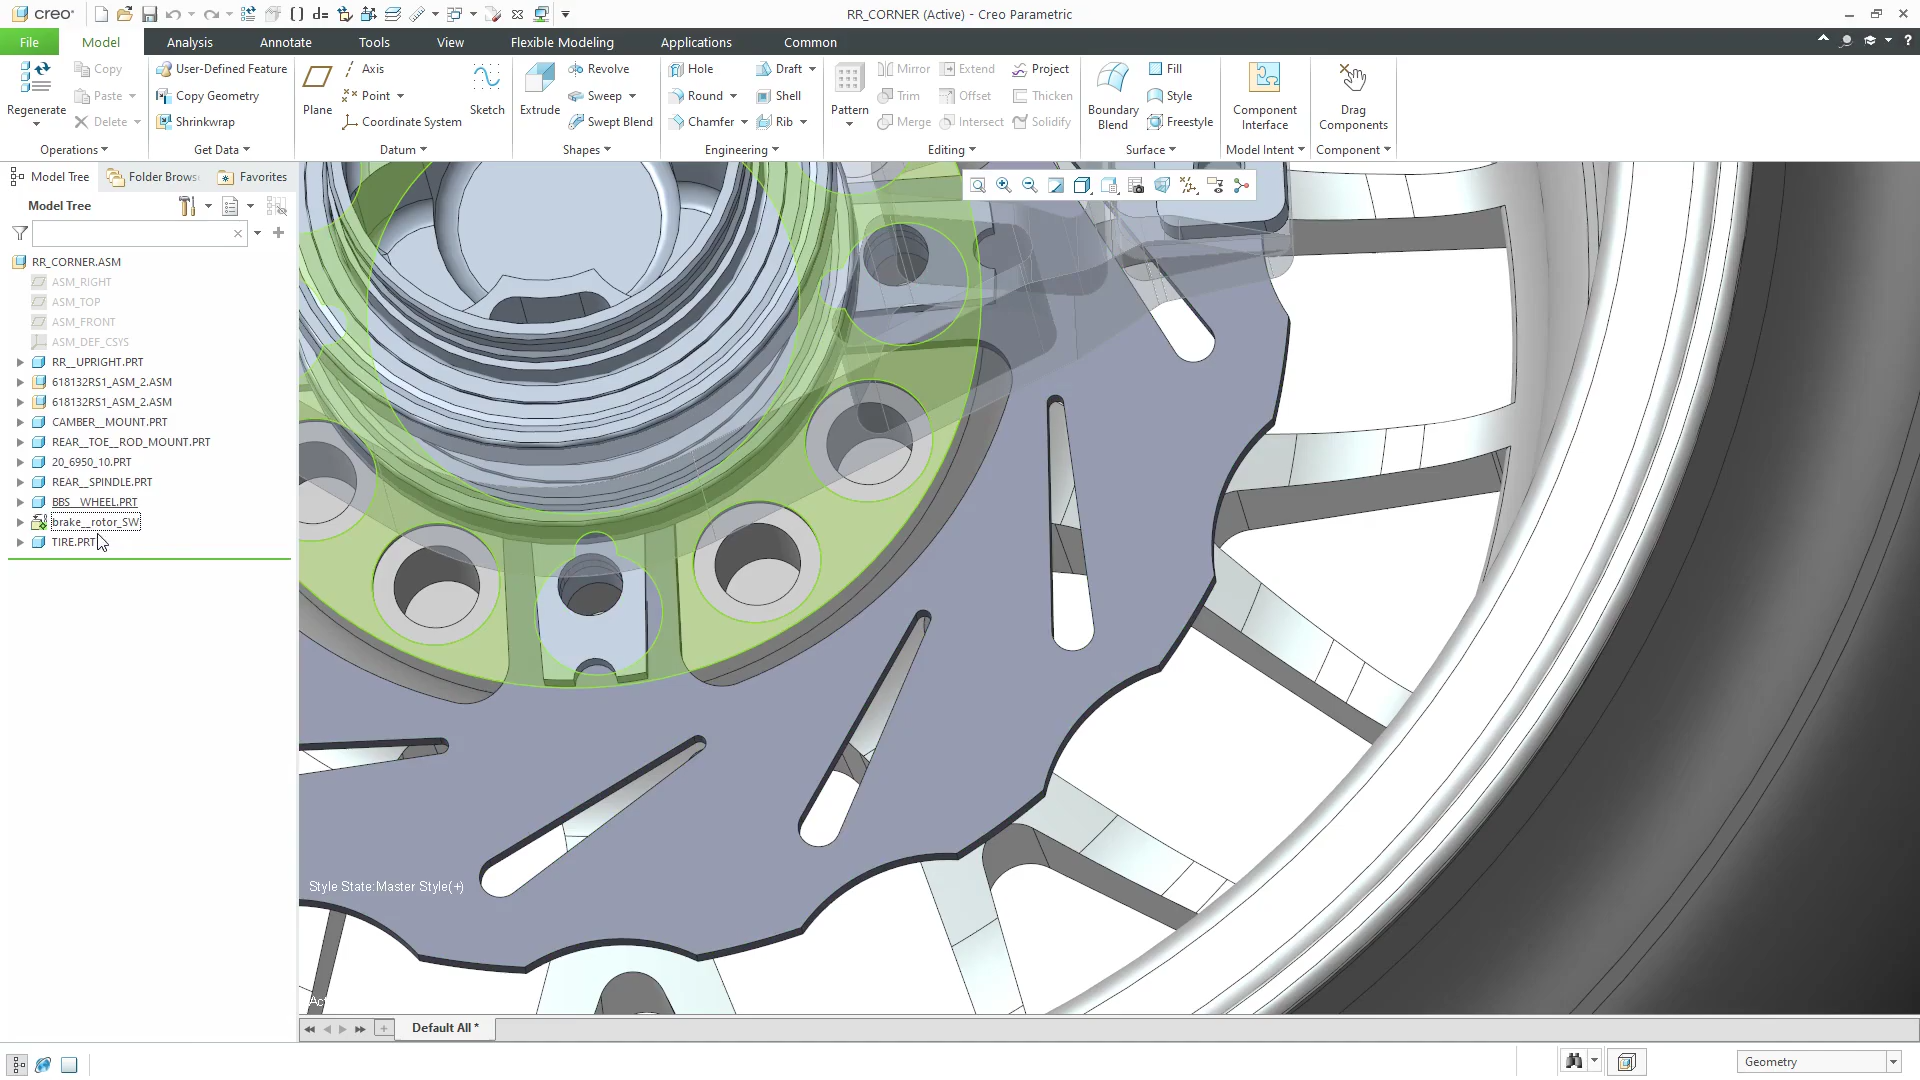 creo
RR_CORNER (Active) - Creo Parametric
File
Model
Analysis
Annotate
Tools
View
Flexible Modeling
Applications
Common
Regenerate
Copy
Paste
Delete
Operations
User-Defined Feature
Copy Geometry
Shrinkwrap
Get Data
Plane
Axis
Point
Coordinate System
Sketch
Datum
Extrude
Revolve
Sweep
Swept Blend
Shapes
Hole
Round
Chamfer
Draft
Shell
Rib
Engineering
Pattern
Mirror
Trim
Merge
Extend
Offset
Intersect
Project
Thicken
Solidify
Editing
Boundary
Blend
Fill
Style
Freestyle
Surface
Component
Interface
Model Intent
Drag
Components
Component
Model Tree
Folder Brows
Favorites
Model Tree
RR_CORNER.ASM
ASM_RIGHT
ASM_TOP
ASM_FRONT
ASM_DEF_CSYS
RR__UPRIGHT.PRT
618132RS1_ASM_2.ASM
618132RS1_ASM_2.ASM
CAMBER__MOUNT.PRT
REAR__TOE__ROD_MOUNT.PRT
20_6950_10.PRT
REAR__SPINDLE.PRT
BBS__WHEEL.PRT
brake__rotor_SW
TIRE.PRT
Style State:Master Style(+)
Act
Default All *
Geometry